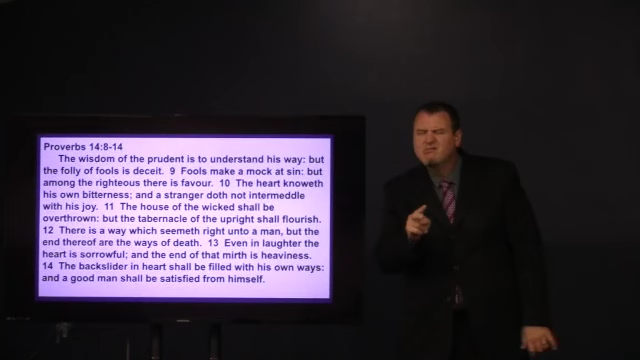 Proverbs 14:8-14
The wisdom of the prudent is to understand his way: but
the folly of fools is deceit. 9 Fools make a mock at sin: but
among the righteous there is favour. 10 The heart knoweth
his own bitterness; and a stranger doth not intermeddle
with his joy. 11 The house of the wicked shall be
overthrown: but the tabernacle of the upright shall flourish.
12 There is a way which seemeth right unto a man, but the
end thereof are the ways of death. 13 Even in laughter the
heart is sorrowful; and the end of that mirth is heaviness.
14 The backslider in heart shall be filled with his own ways:
and a good man shall be satisfied from himself.